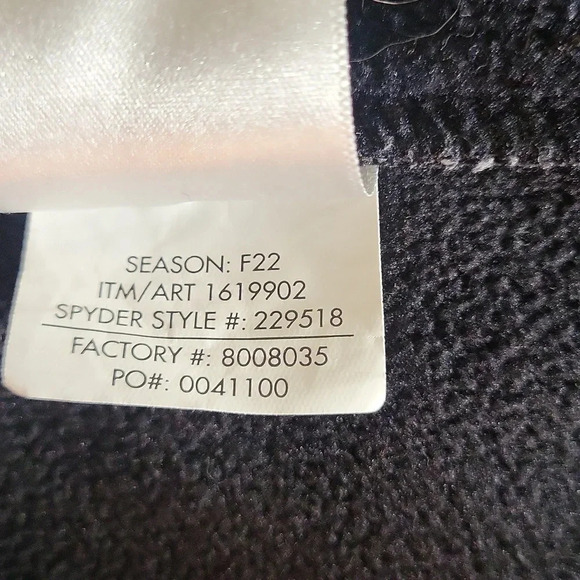 SEASON: F22
ITM/ART 1619902
SPYDER STYLE #: 229518
FACTORY #: 8008035
PO#: 0041100